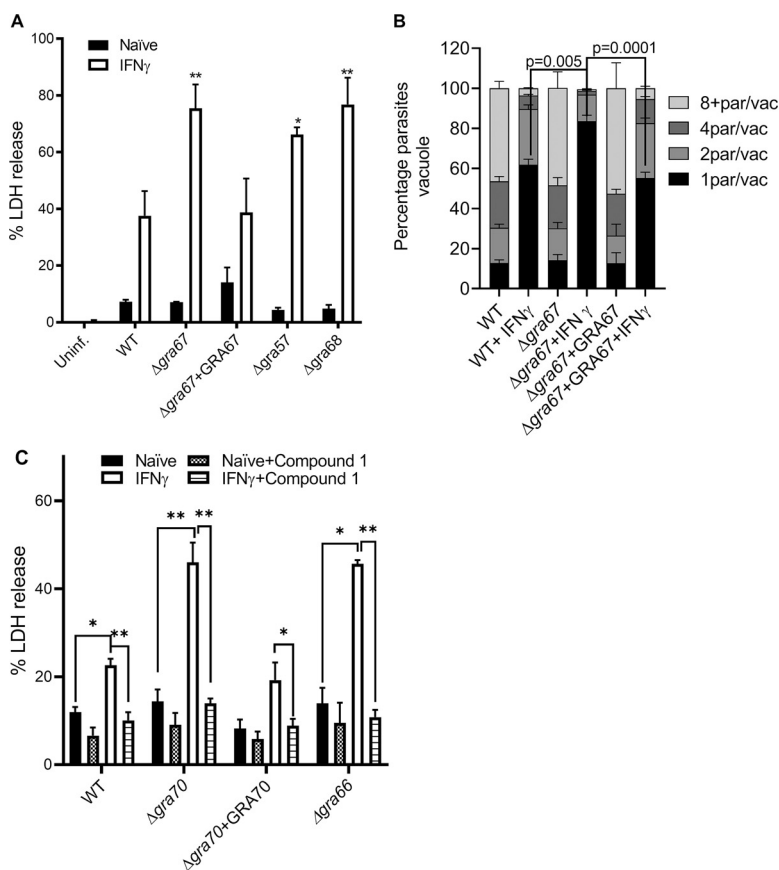 A
Naïve
IFNγ
100
80
60
40
20
0
% LDH release
**
*
**
Uninf.
WT
Δgra67
Δgra67+GRA67
Δgra57
Δgra68
B
p=0.005
p=0.0001
120
100
80
60
40
20
0
Percentage parasites
vacuole
8+par/vac
4par/vac
2par/vac
1par/vac
WT
WT+ IFNγ
Δgra67
Δgra67+IFN γ
Δgra67+GRA67
Δgra67+GRA67+IFNγ
C
Naïve
Naïve+Compound 1
IFNγ
IFNγ+Compound 1
60
40
20
0
% LDH release
*
**
**
**
*
*
**
WT
Δgra70
Δgra70+GRA70
Δgra66